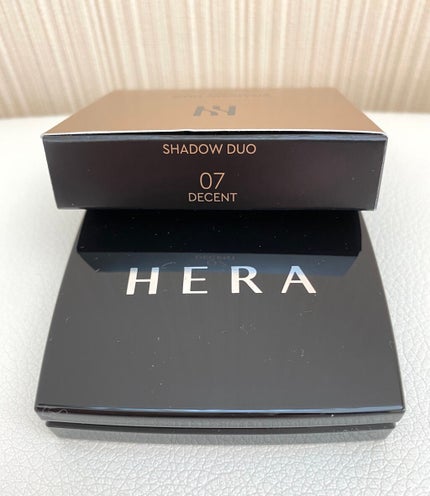 SHADOW DUO
07
DECENT
HERA